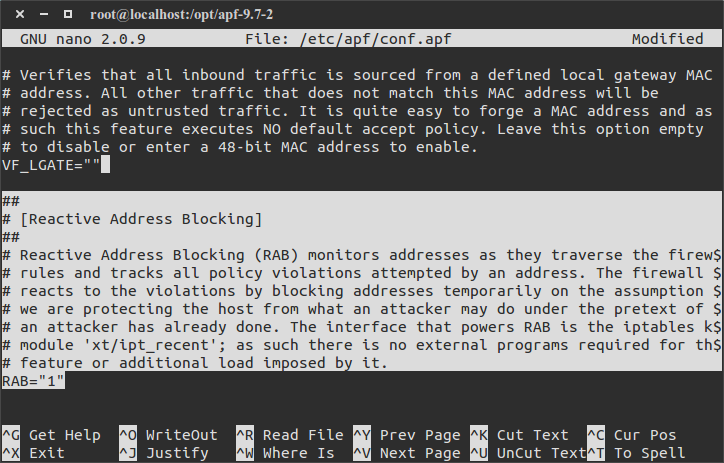 root@localhost:/opt/apf-9.7-2
GNU nano 2.0.9 File: /etc/apf/conf.apf Modified
# Verifies that all inbound traffic is sourced from a defined local gateway MAC
# address. All other traffic that does not match this MAC address will be
# rejected as untrusted traffic. It is quite easy to forge a MAC address and as
# such this feature executes NO default accept policy. Leave this option empty
# to disable or enter a 48-bit MAC address to enable.
VF_LGATE=""
##
# [Reactive Address Blocking]
##
# Reactive Address Blocking (RAB) monitors addresses as they traverse the firew$
# rules and tracks all policy violations attempted by an address. The firewall $
# reacts to the violations by blocking addresses temporarily on the assumption $
# we are protecting the host from what an attacker may do under the pretext of $
# an attacker has already done. The interface that powers RAB is the iptables k$
# module 'xt/ipt_recent'; as such there is no external programs required for th$
# feature or additional load imposed by it.
RAB="1"
^G Get Help ^O WriteOut ^R Read File ^Y Prev Page ^K Cut Text ^C Cur Pos
^X Exit ^J Justify ^W Where Is ^V Next Page ^U UnCut Text^T To Spell